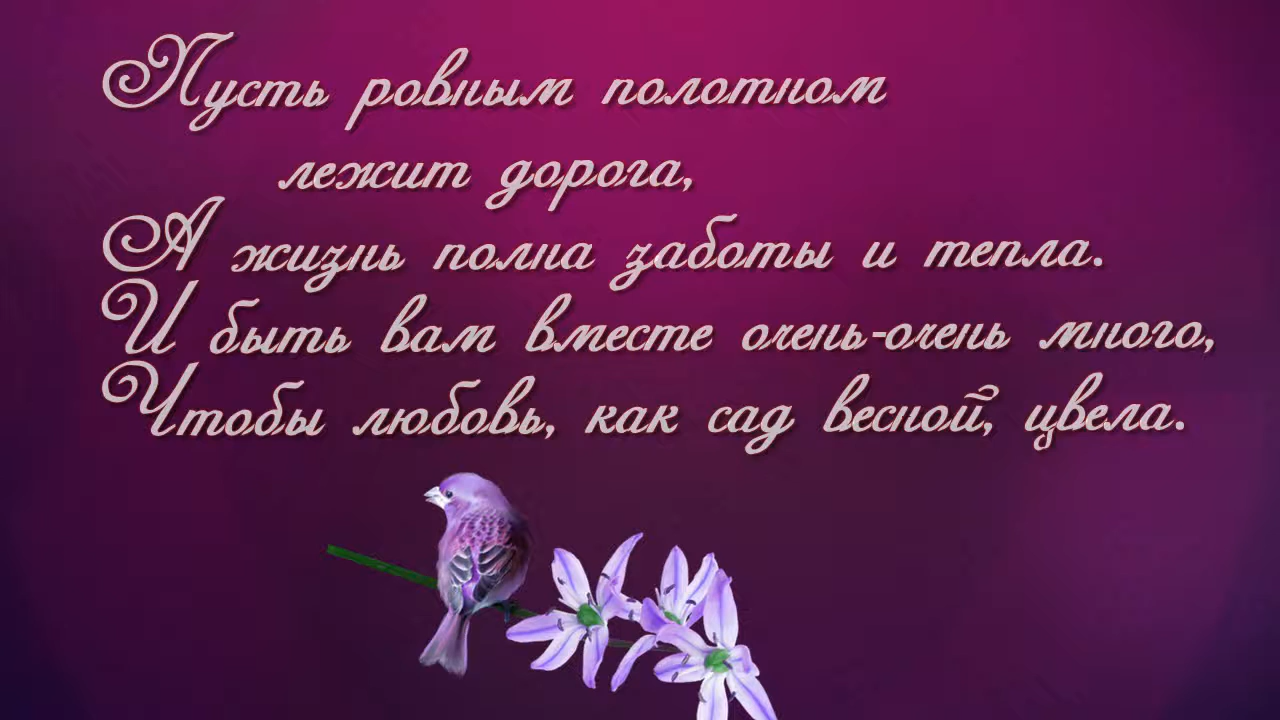 Пусть ровным полотном
лежит дорога,
А жизнь полна заботы и тепла.
И быть вам вместе очень-очень много,
Чтобы любовь, как сад весной, цвела.